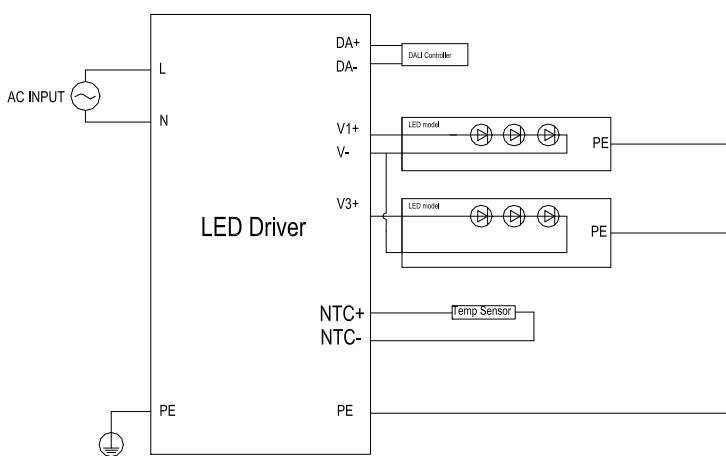 DA+
DALI Controller
DA-
L
AC INPUT
N
V1+
LED model
PE
V-
V3+
LED model
PE
LED Driver
NTC+
Temp Sensor
NTC-
PE
PE